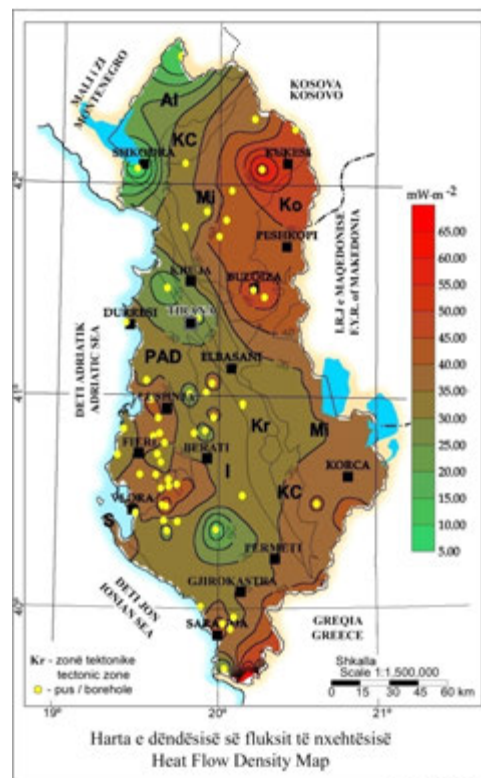 MALI I ZI
MONTENEGRO
KOSOVA
KOSOVO
Al
KC
SHKODRA
KUKESI
42°
Mi
Ko
PESHKOPI
mW·m⁻²
65.00
60.00
55.00
50.00
45.00
40.00
35.00
30.00
25.00
20.00
15.00
10.00
5.00
F.Y.R. of MAKEDONIA
KRUJA
BULQIZA
DURRESI
TIRANA
DETI ADRIATIK
ADRIATIC SEA
PAD
ELBASANI
41°
Kr
Mi
FIERI
BERATI
I
KC
KORCA
VLORA
S
PERMETI
GJIROKASTRA
DETI JON
IONIAN SEA
40°
GREQIA
GREECE
Kr - zonë tektonike
tectonic zone
- pus / borehole
Shkalla
Scale 1:1.500,000
0 15 30 45 60 km
19°
20°
21°
Harta e dëndësisë së fluksit të nxehtësisë
Heat Flow Density Map